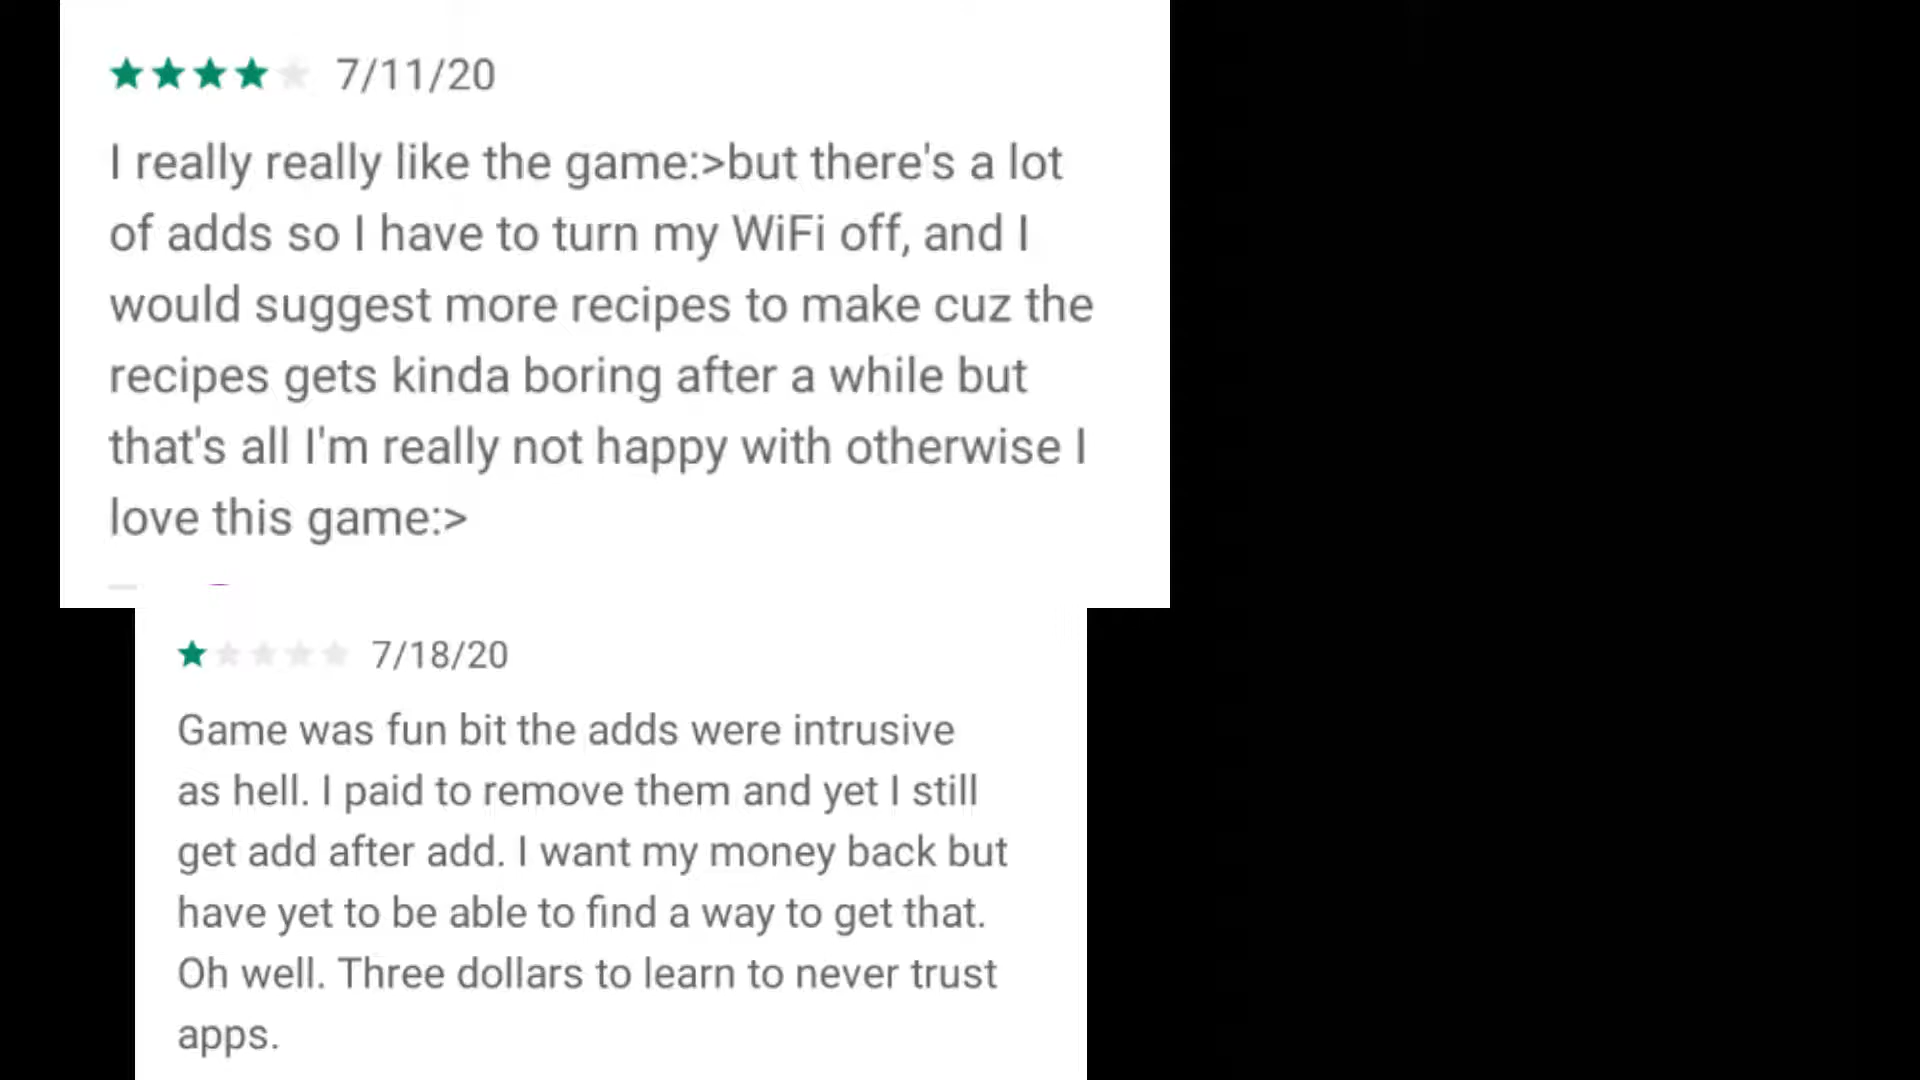 7/11/20
I really really like the game:>but there's a lot
of adds so I have to turn my WiFi off, and I
would suggest more recipes to make cuz the
recipes gets kinda boring after a while but
that's all I'm really not happy with otherwise I
love this game:>
7/18/20
Game was fun bit the adds were intrusive
as hell. I paid to remove them and yet I still
get add after add. I want my money back but
have yet to be able to find a way to get that.
Oh well. Three dollars to learn to never trust
apps.